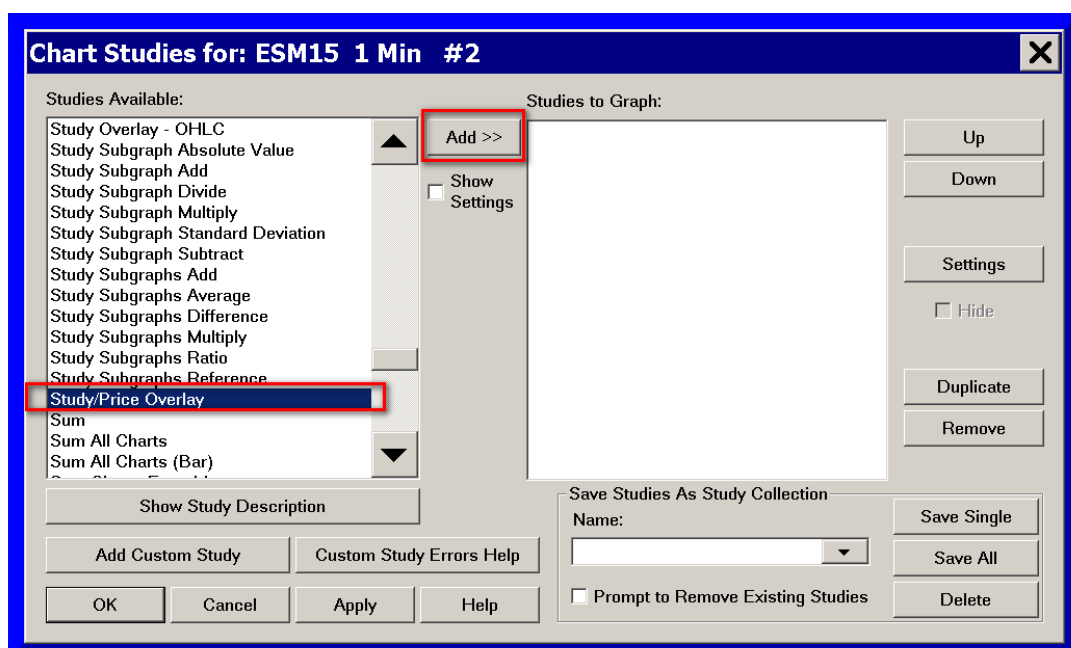 Chart Studies for: ESM15 1 Min #2
Studies Available:
Study Overlay - OHLC
Study Subgraph Absolute Value
Study Subgraph Add
Study Subgraph Divide
Study Subgraph Multiply
Study Subgraph Standard Deviation
Study Subgraph Subtract
Study Subgraphs Add
Study Subgraphs Average
Study Subgraphs Difference
Study Subgraphs Multiply
Study Subgraphs Ratio
Study Subgraphs Reference
Study/Price Overlay
Sum
Sum All Charts
Sum All Charts (Bar)
Add >>
Show
Settings
Studies to Graph:
Up
Down
Settings
Hide
Duplicate
Remove
Show Study Description
Add Custom Study
Custom Study Errors Help
OK
Cancel
Apply
Help
Save Studies As Study Collection
Name:
Prompt to Remove Existing Studies
Save Single
Save All
Delete